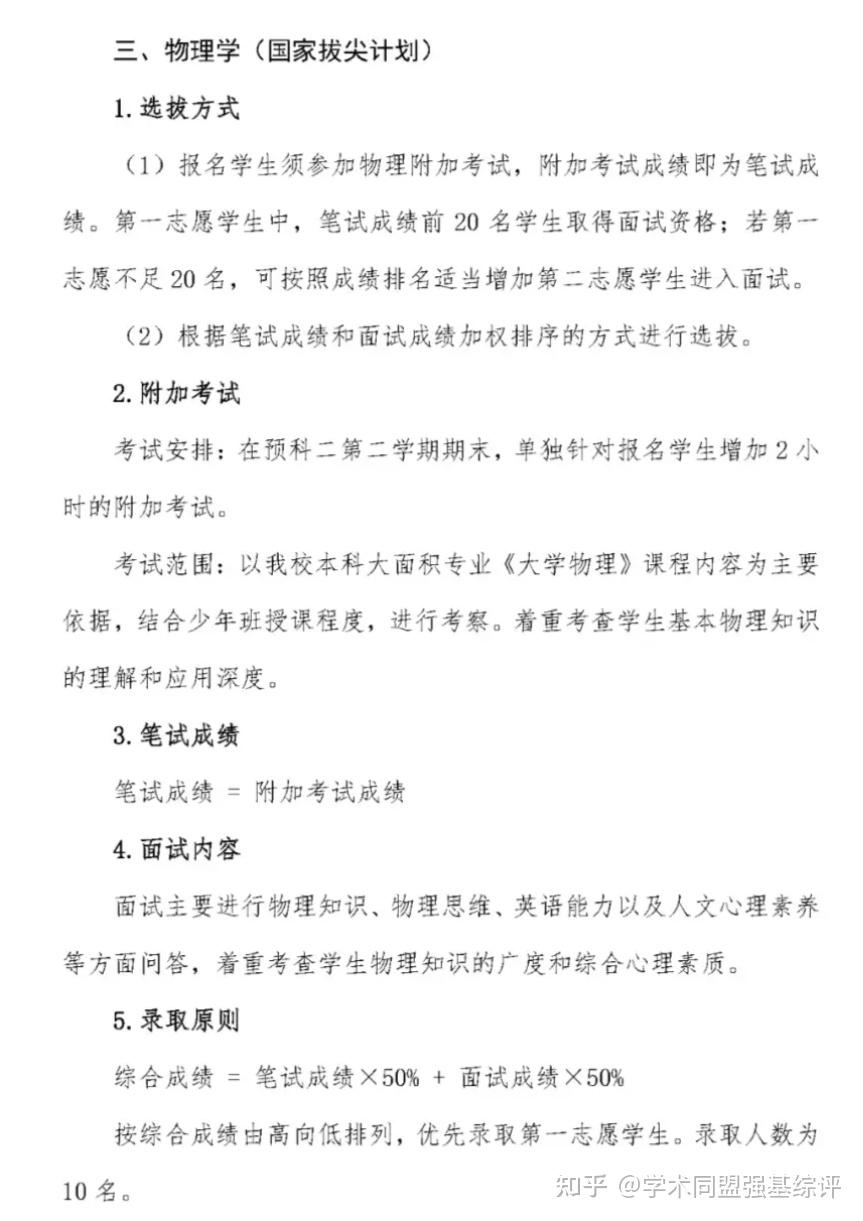 三、物理学（国家拔尖计划）
1.选拔方式
（1）报名学生须参加物理附加考试，附加考试成绩即为笔试成
绩。第一志愿学生中，笔试成绩前 20 名学生取得面试资格；若第一
志愿不足 20 名，可按照成绩排名适当增加第二志愿学生进入面试。
（2）根据笔试成绩和面试成绩加权排序的方式进行选拔。
2.附加考试
考试安排：在预科二第二学期期末，单独针对报名学生增加 2 小
时的附加考试。
考试范围：以我校本科大面积专业《大学物理》课程内容为主要
依据，结合少年班授课程度，进行考察。着重考查学生基本物理知识
的理解和应用深度。
3.笔试成绩
笔试成绩 = 附加考试成绩
4.面试内容
面试主要进行物理知识、物理思维、英语能力以及人文心理素养
等方面问答，着重考查学生物理知识的广度和综合心理素质。
5.录取原则
综合成绩 = 笔试成绩×50% + 面试成绩×50%
按综合成绩由高向低排列，优先录取第一志愿学生。录取人数为
10 名。
知乎 @学术同盟强基综评